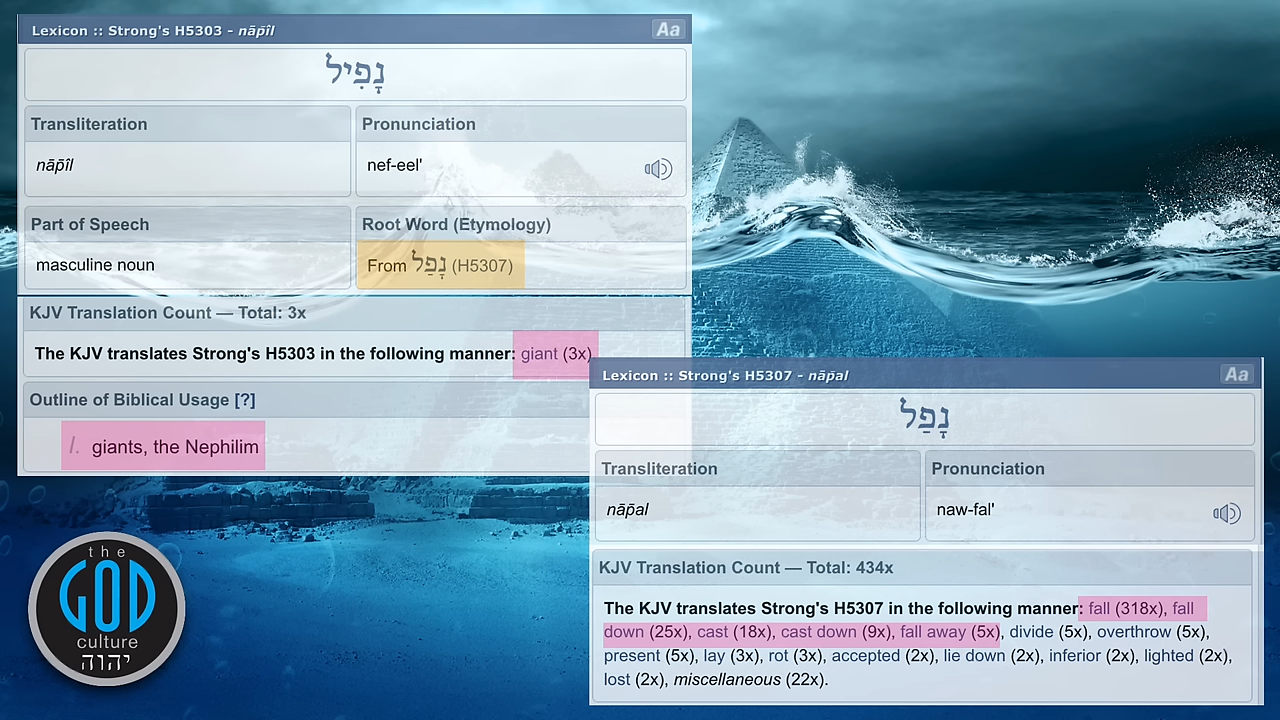 Lexicon :: Strong's H5303 - nāp̄îl
Aa
נָפִיל
Transliteration
Pronunciation
nāp̄îl
nef-eel'
Part of Speech
Root Word (Etymology)
masculine noun
From נָפַל (H5307)
KJV Translation Count — Total: 3x
The KJV translates Strong's H5303 in the following manner: giant (3x)
Outline of Biblical Usage [?]
I. giants, the Nephilim
Lexicon :: Strong's H5307 - nāp̄al
Aa
נָפַל
Transliteration
Pronunciation
nāp̄al
naw-fal'
KJV Translation Count — Total: 434x
The KJV translates Strong's H5307 in the following manner: fall (318x), fall
down (25x), cast (18x), cast down (9x), fall away (5x), divide (5x), overthrow (5x),
present (5x), lay (3x), rot (3x), accepted (2x), lie down (2x), inferior (2x), lighted (2x),
lost (2x), miscellaneous (22x).
the
GOD
culture
יהוה